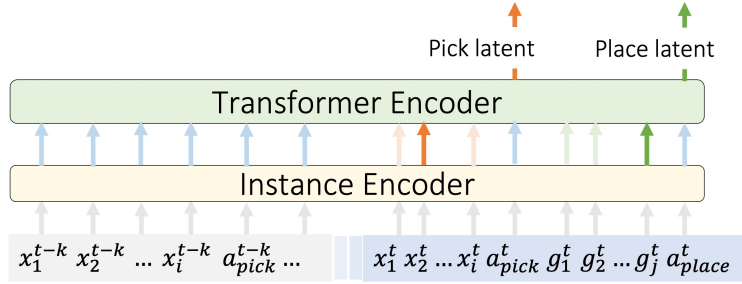 Pick latent Place latent
Transformer Encoder
Instance Encoder
x_1^{t-k} x_2^{t-k} ... x_i^{t-k} a_{pick}^{t-k} ... x_1^t x_2^t ... x_i^t a_{pick}^t g_1^t g_2^t ... g_j^t a_{place}^t